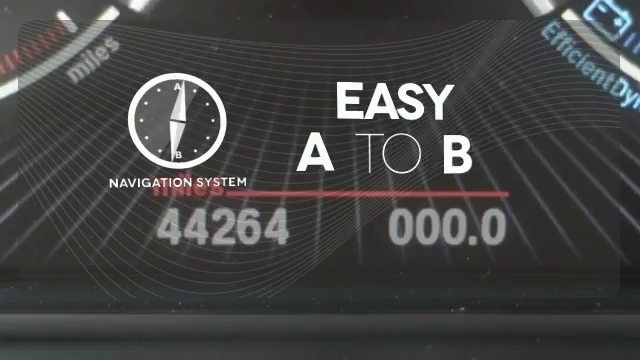 miles
EfficientDy
A
B
EASY
A TO B
NAVIGATION SYSTEM
miles
44264 000.0